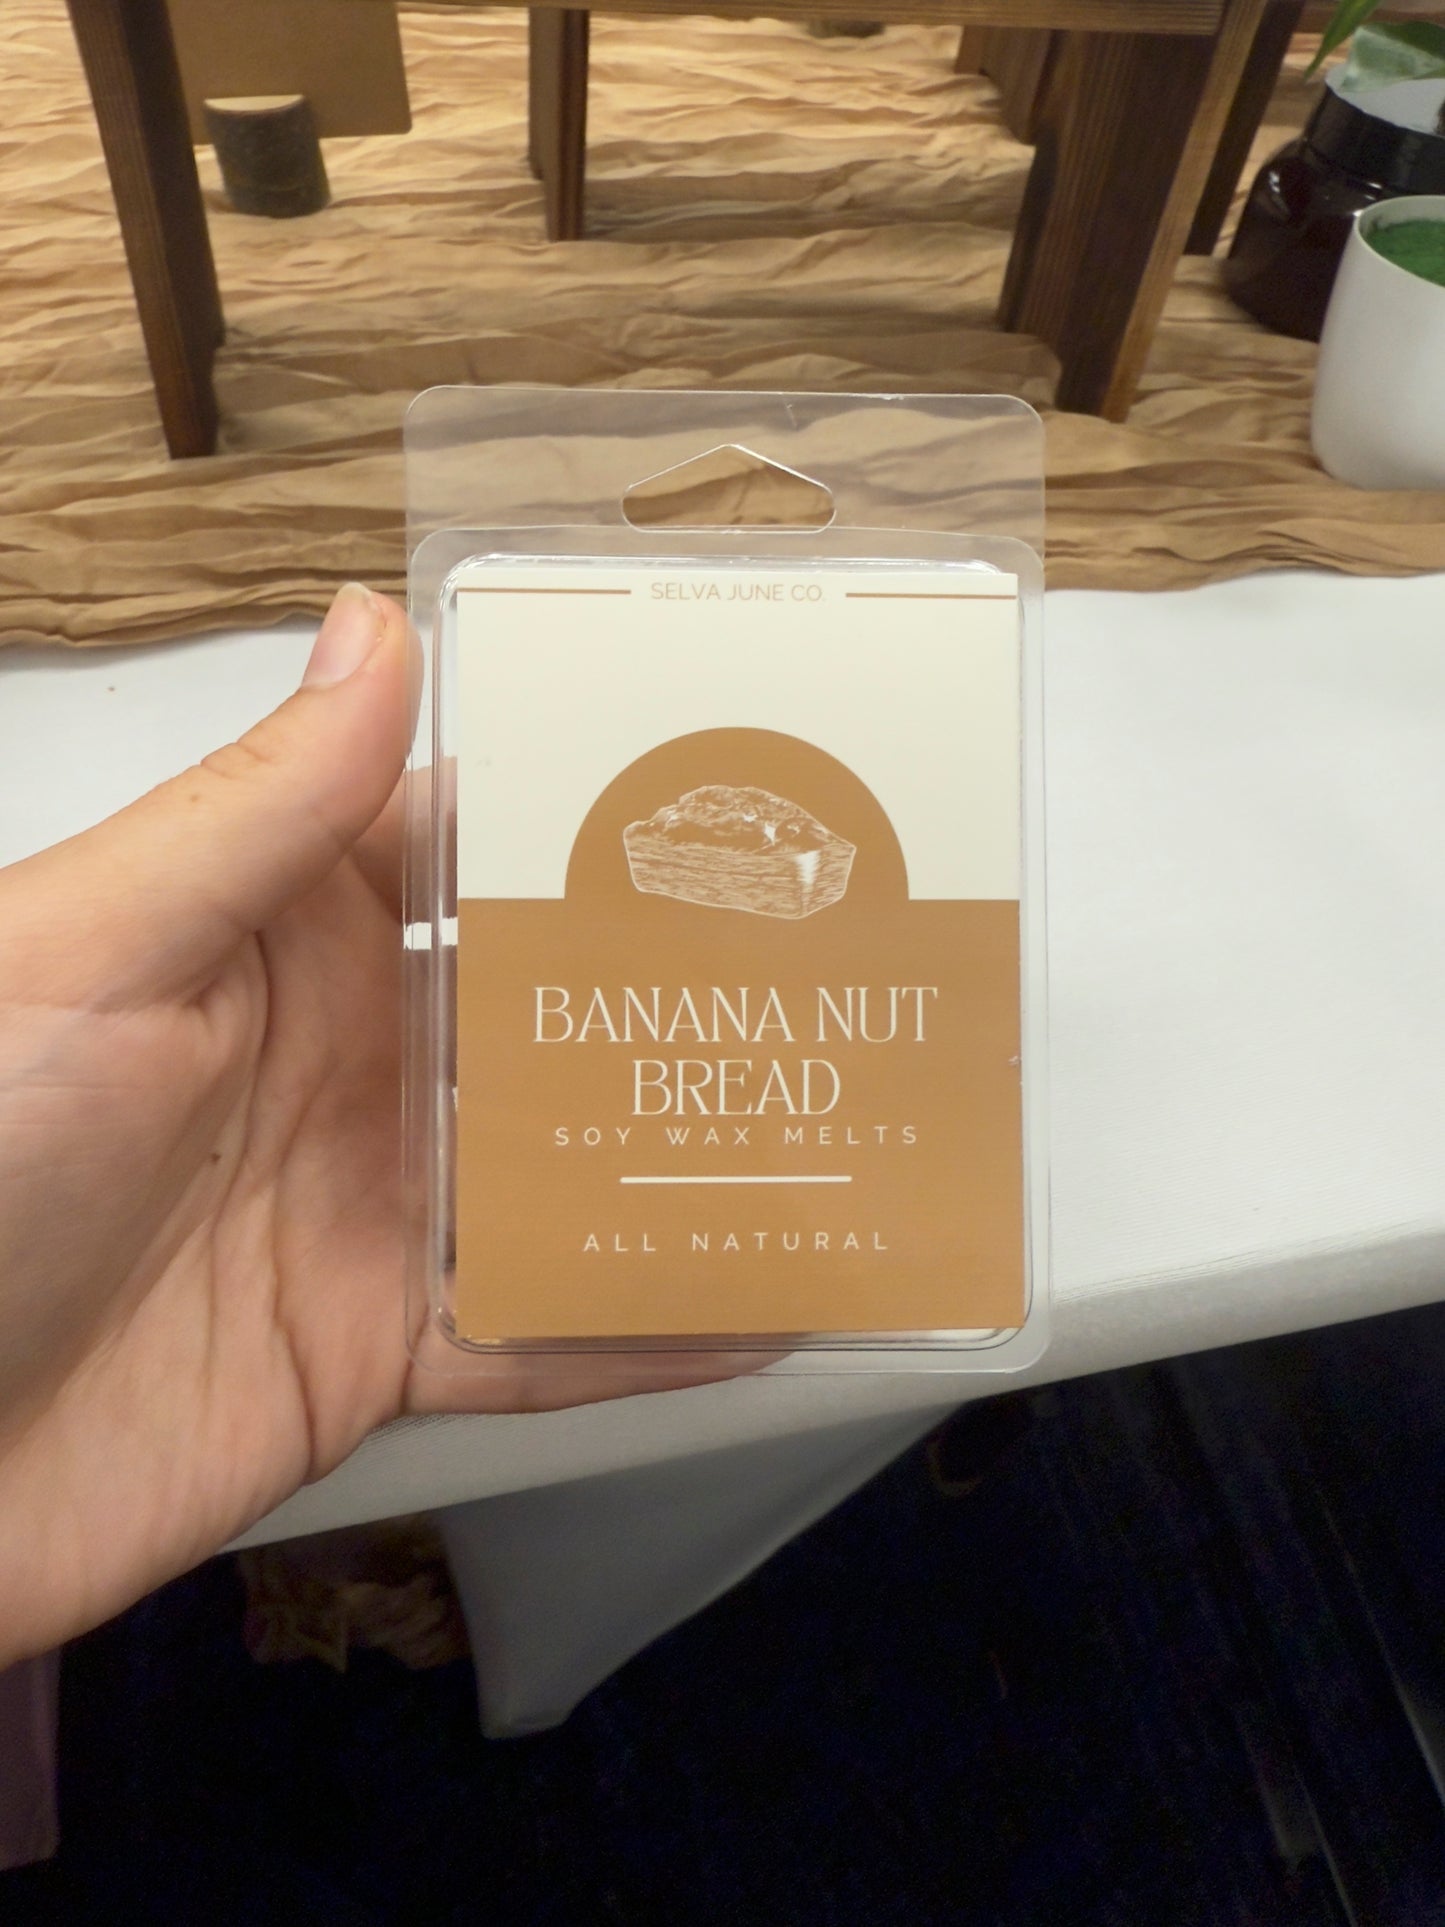 SELVA JUNE CO.
BANANA NUT
BREAD
SOY WAX MELTS
ALL NATURAL